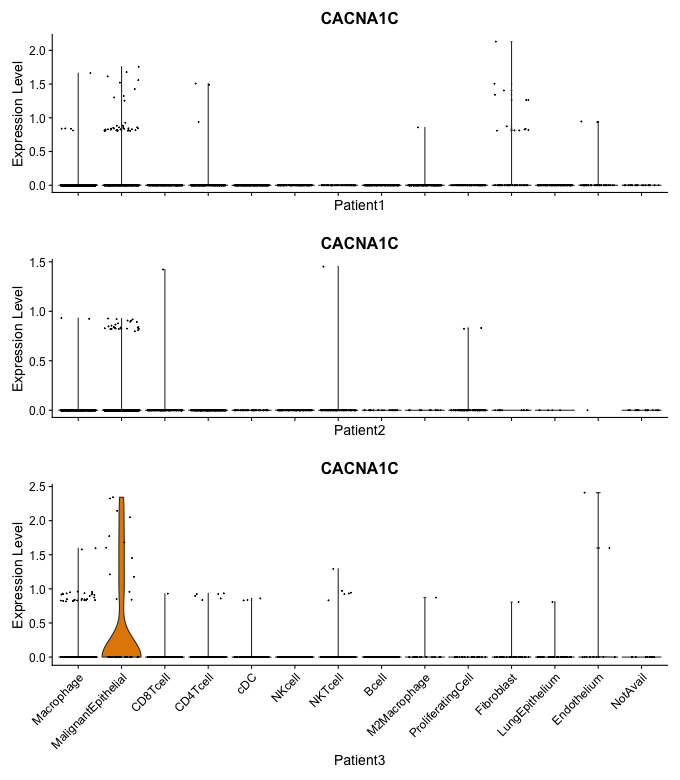 CACNA1C
Expression Level
2.0
1.5
1.0
0.5
0.0
Patient1
CACNA1C
Expression Level
1.5
1.0
0.5
0.0
Patient2
CACNA1C
Expression Level
2.5
2.0
1.5
1.0
0.5
0.0
Macrophage
MalignantEpithelial
CD8Tcell
CD4Tcell
cDC
NKcell
NKTcell
Bcell
M2Macrophage
ProliferatingCell
Fibroblast
LungEpithelium
Endothelium
NotAvail
Patient3